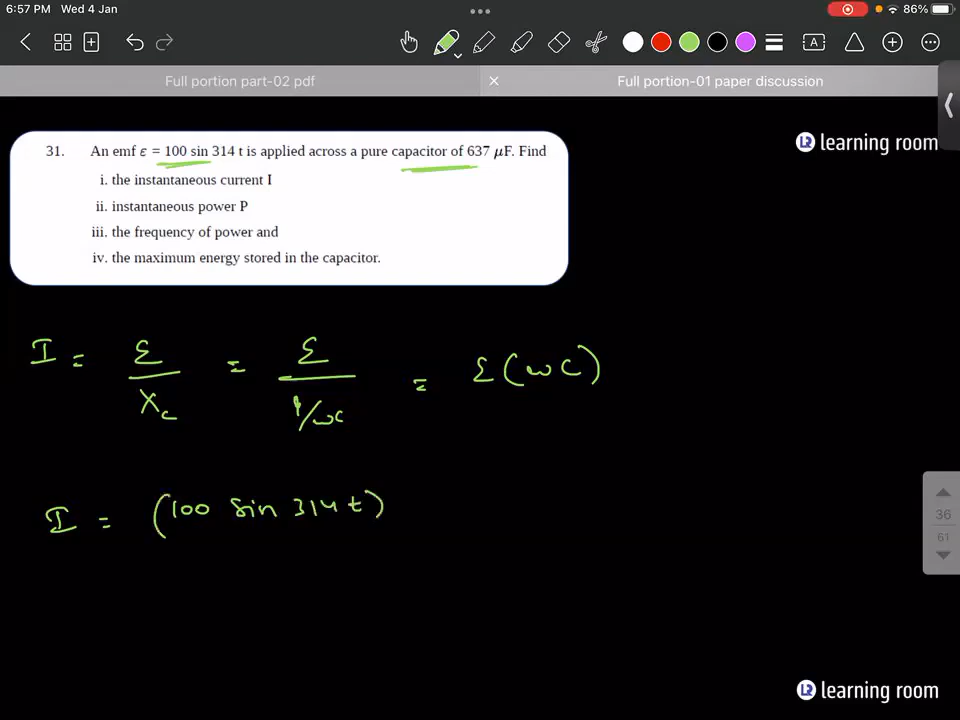 6:57 PM Wed 4 Jan
86%
Full portion part-02 pdf
Full portion-01 paper discussion
LR learning room
31. An emf ε = 100 sin 314 t is applied across a pure capacitor of 637 μF. Find
i. the instantaneous current I
ii. instantaneous power P
iii. the frequency of power and
iv. the maximum energy stored in the capacitor.
I = ε / X_c = ε / 1/ωC = ε(ωC)
I = (100 sin 314 t)
36
61
LR learning room